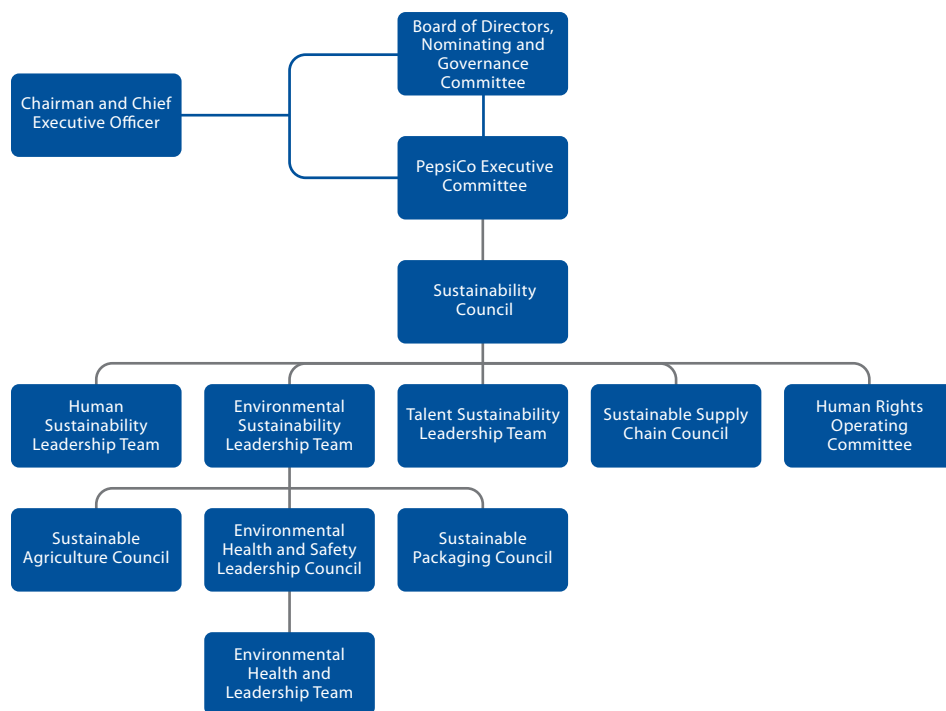 Board of Directors,
Nominating and
Governance
Committee
Chairman and Chief
Executive Officer
PepsiCo Executive
Committee
Sustainability
Council
Human
Sustainability
Leadership Team
Environmental
Sustainability
Leadership Team
Talent Sustainability
Leadership Team
Sustainable Supply
Chain Council
Human Rights
Operating
Committee
Sustainable
Agriculture Council
Environmental
Health and Safety
Leadership Council
Sustainable
Packaging Council
Environmental
Health and
Leadership Team